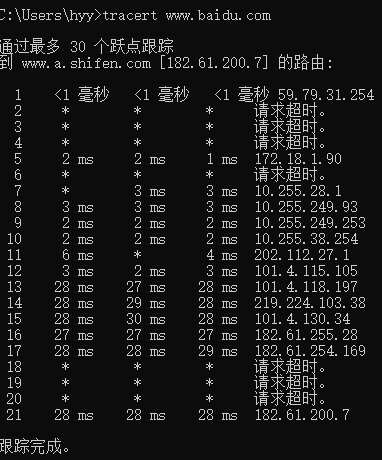 C:\Users\hyy>tracert www.baidu.com
通过最多 30 个跃点跟踪
到 www.a.shifen.com [182.61.200.7] 的路由:
1 <1 毫秒 <1 毫秒 <1 毫秒 59.79.31.254
2 * * * 请求超时。
3 * * * 请求超时。
4 * * * 请求超时。
5 2 ms 2 ms 1 ms 172.18.1.90
6 * * * 请求超时。
7 * 3 ms 3 ms 10.255.28.1
8 3 ms 3 ms 3 ms 10.255.249.93
9 2 ms 2 ms 2 ms 10.255.249.253
10 2 ms 2 ms 2 ms 10.255.38.254
11 6 ms * 4 ms 202.112.27.1
12 3 ms 2 ms 3 ms 101.4.115.105
13 28 ms 27 ms 28 ms 101.4.118.197
14 28 ms 29 ms 28 ms 219.224.103.38
15 28 ms 30 ms 28 ms 101.4.130.34
16 27 ms 27 ms 27 ms 182.61.255.28
17 28 ms 28 ms 29 ms 182.61.254.169
18 * * * 请求超时。
19 * * * 请求超时。
20 * * * 请求超时。
21 28 ms 28 ms 28 ms 182.61.200.7
跟踪完成。